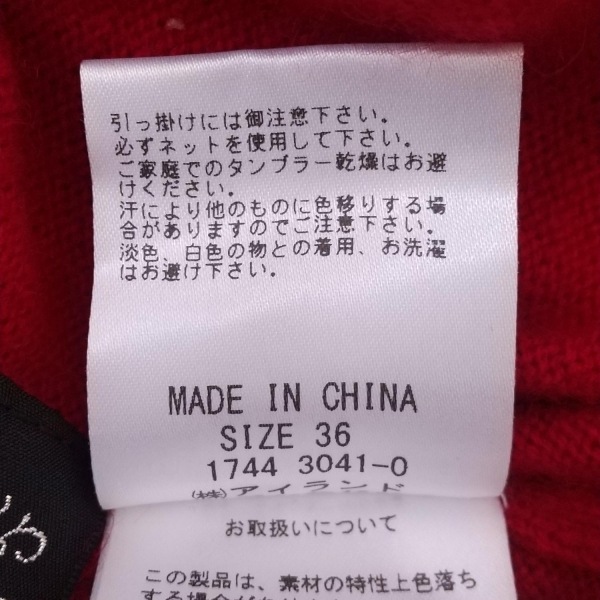 引っ掛けには御注意下さい。
必ずネットを使用して下さい。
ご家庭でのタンブラー乾燥はお避
けください。
汗により他のものに色移りする場
合がありますのでご注意下さい。
淡色、白色の物との着用、お洗濯
はお避け下さい。
MADE IN CHINA
SIZE 36
1744 3041-0
(株)アイランド
お取扱いについて
この製品は、素材の特性上色落ち
する場合が